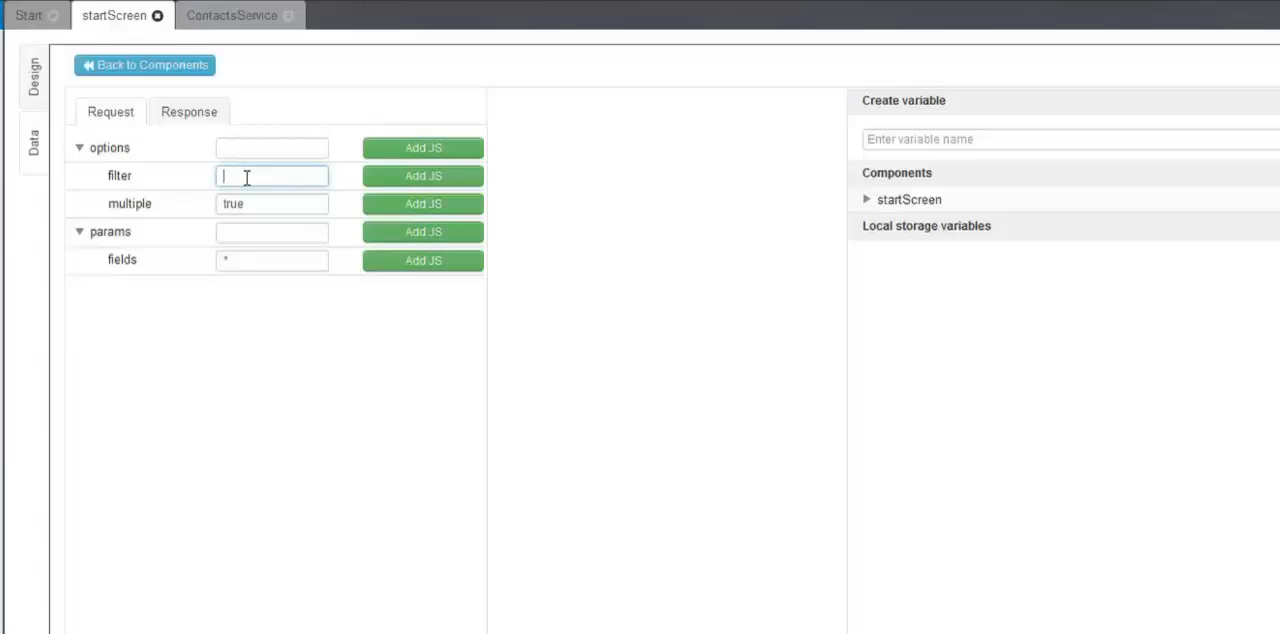 Start startScreen ContactsService
Design
Data
Back to Components
Request Response
options Add JS
filter Add JS
multiple true Add JS
params Add JS
fields * Add JS
Create variable
Enter variable name
Components
startScreen
Local storage variables